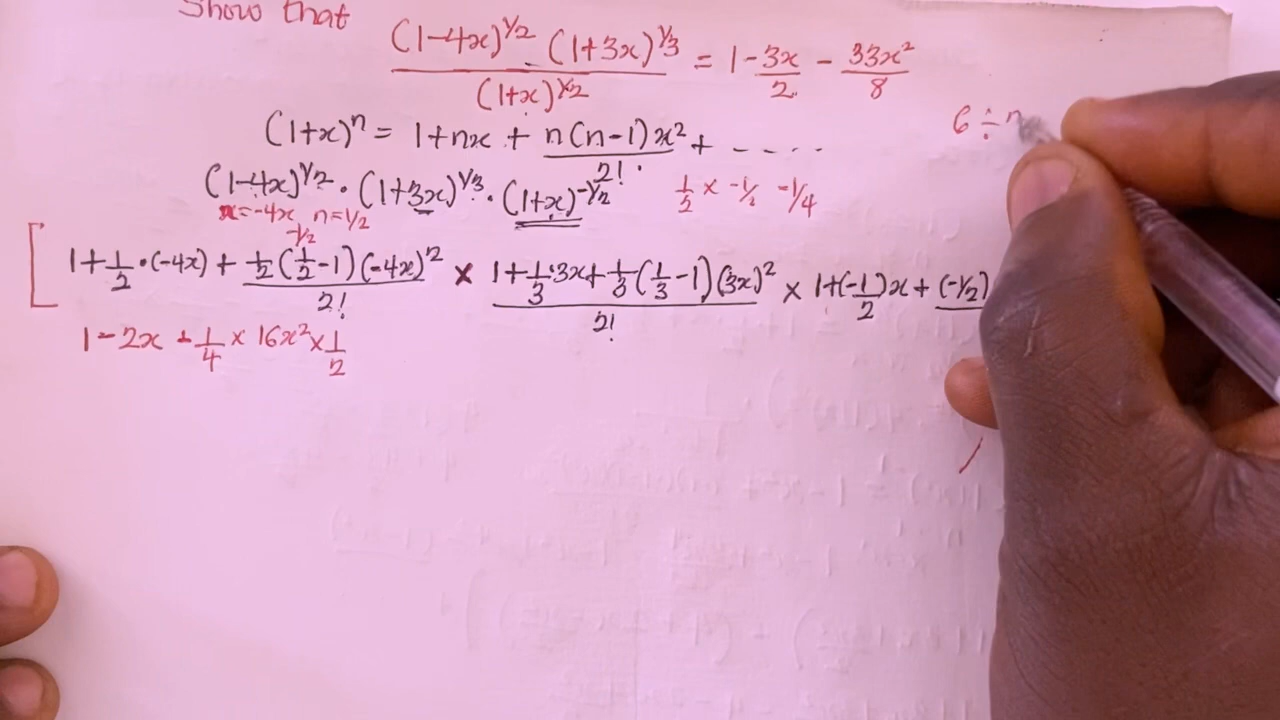 Show that
(1-4x)^1/2 (1+3x)^1/3 / (1+x)^1/2 = 1 - 3x/2 - 33x²/8
(1+x)^n = 1+nx + n(n-1)x²/2! + - - - -
6 ÷
(1-4x)^1/2 · (1+3x)^1/3 · (1+x)^-1/2 1/2 x -1/2 -1/4
x=-4x, n=1/2
-1/2
[ 1+1/2·(-4x) + 1/2(1/2-1)(-4x)²/2! x 1+1/3·3x+1/3(1/3-1)(3x)²/2! x 1+(-1/2)x + (-1/2)
1-2x - 1/4 x 16x² x 1/2